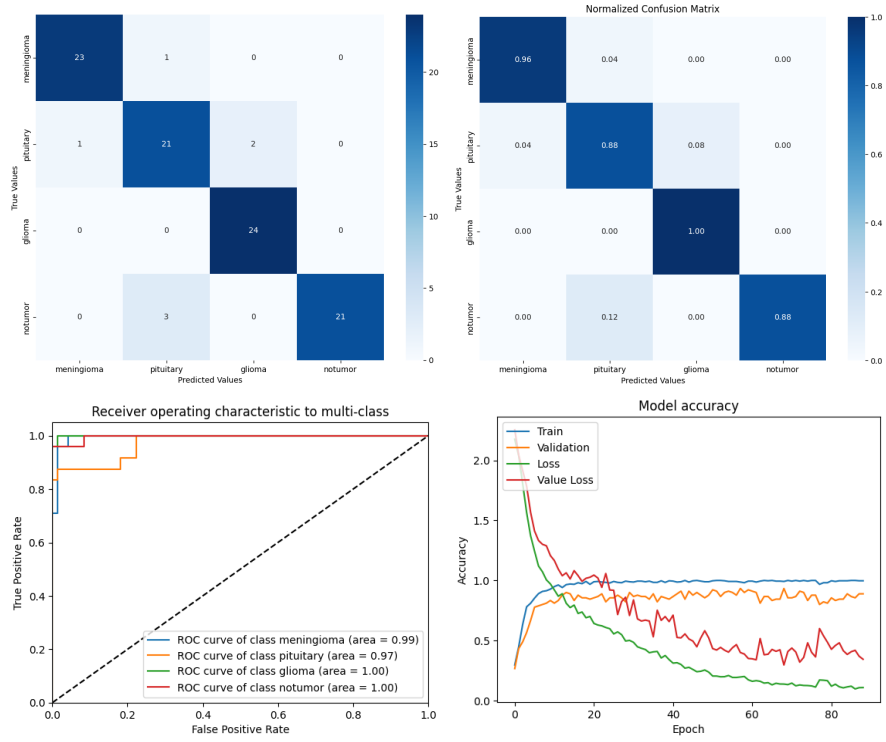 meningioma
pituitary
glioma
notumor
True Values
23 1 0 0
1 21 2 0
0 0 24 0
0 3 0 21
meningioma pituitary glioma notumor
Predicted Values
20
15
10
5
0
Normalized Confusion Matrix
meningioma
pituitary
glioma
notumor
True Values
0.96 0.04 0.00 0.00
0.04 0.88 0.08 0.00
0.00 0.00 1.00 0.00
0.00 0.12 0.00 0.88
meningioma pituitary glioma notumor
Predicted Values
1.0
0.8
0.6
0.4
0.2
0.0
Receiver operating characteristic to multi-class
True Positive Rate
1.0
0.8
0.6
0.4
0.2
0.0
ROC curve of class meningioma (area = 0.99)
ROC curve of class pituitary (area = 0.97)
ROC curve of class glioma (area = 1.00)
ROC curve of class notumor (area = 1.00)
0.0 0.2 0.4 0.6 0.8 1.0
False Positive Rate
Model accuracy
Train
Validation
Loss
Value Loss
Accuracy
2.0
1.5
1.0
0.5
0.0
0 20 40 60 80
Epoch